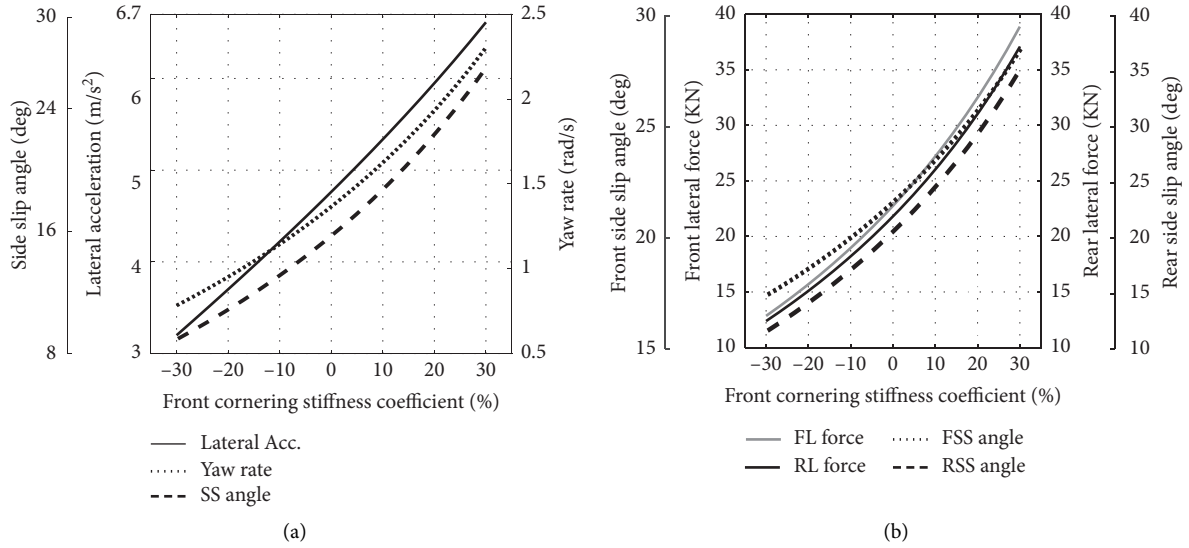 30
24
16
8
Side slip angle (deg)
6.7
6
5
4
3
Lateral acceleration (m/s²)
2.5
2
1.5
1
0.5
Yaw rate (rad/s)
–30 –20 –10 0 10 20 30
Front cornering stiffness coefficient (%)
Lateral Acc.
Yaw rate
SS angle
(a)
30
25
20
15
Front side slip angle (deg)
40
35
30
25
20
15
10
Front lateral force (KN)
40
35
30
25
20
15
10
Rear lateral force (KN)
40
35
30
25
20
15
10
Rear side slip angle (deg)
–30 –20 –10 0 10 20 30
Front cornering stiffness coefficient (%)
FL force
FSS angle
RL force
RSS angle
(b)